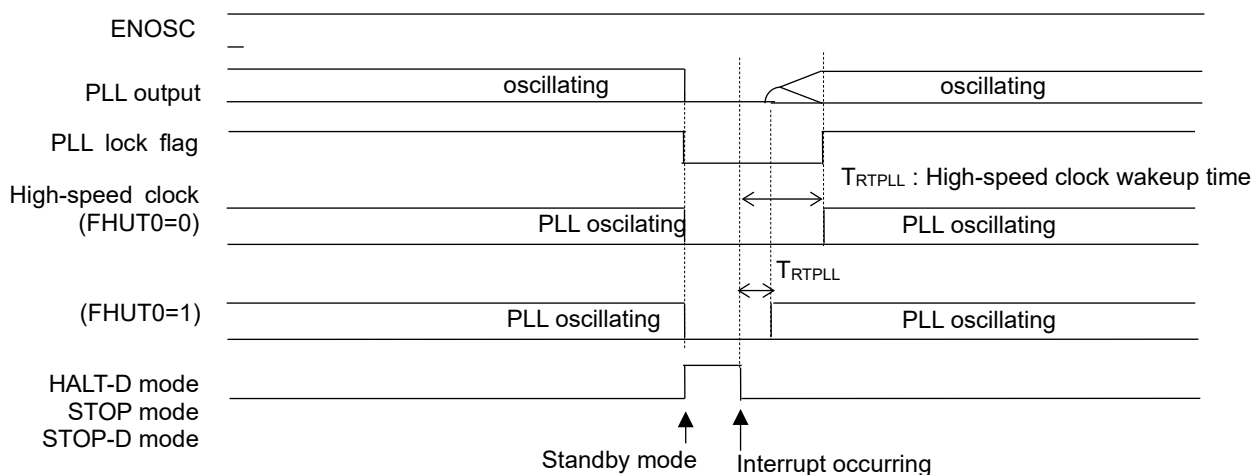 ENOSC
PLL output
oscillating
oscillating
PLL lock flag
TRTPLL : High-speed clock wakeup time
High-speed clock
(FHUT0=0)
PLL oscilating
PLL oscillating
TRTPLL
(FHUT0=1)
PLL oscillating
PLL oscillating
HALT-D mode
STOP mode
STOP-D mode
Standby mode
Interrupt occurring